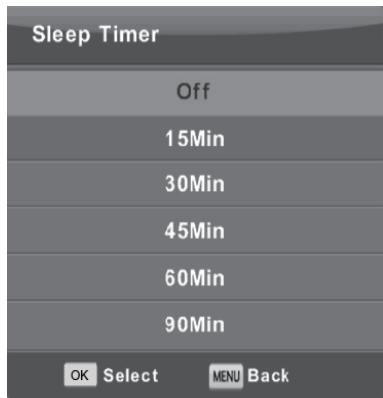 Sleep Timer
Off
15Min
30Min
45Min
60Min
90Min
OK Select MENU Back